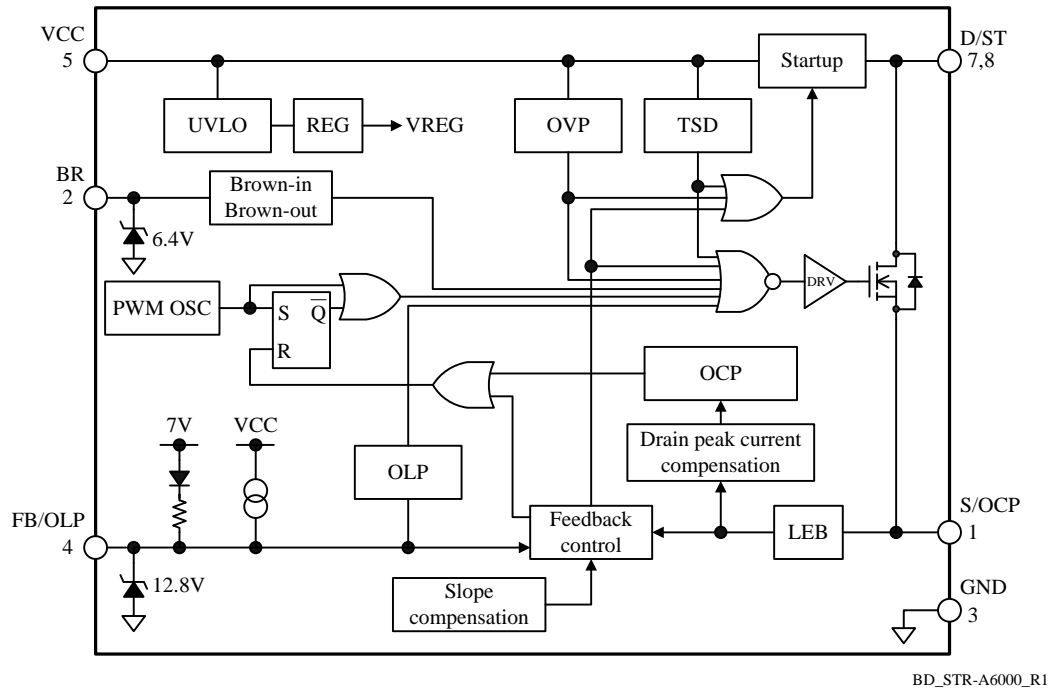 VCC
5
D/ST
7,8
Startup
UVLO
REG
VREG
OVP
TSD
BR
2
Brown-in
Brown-out
6.4V
PWM OSC
S
Q̅
R
DRV
OCP
7V
VCC
Drain peak current
compensation
OLP
FB/OLP
4
Feedback
control
LEB
S/OCP
1
12.8V
Slope
compensation
GND
3
BD_STR-A6000_R1